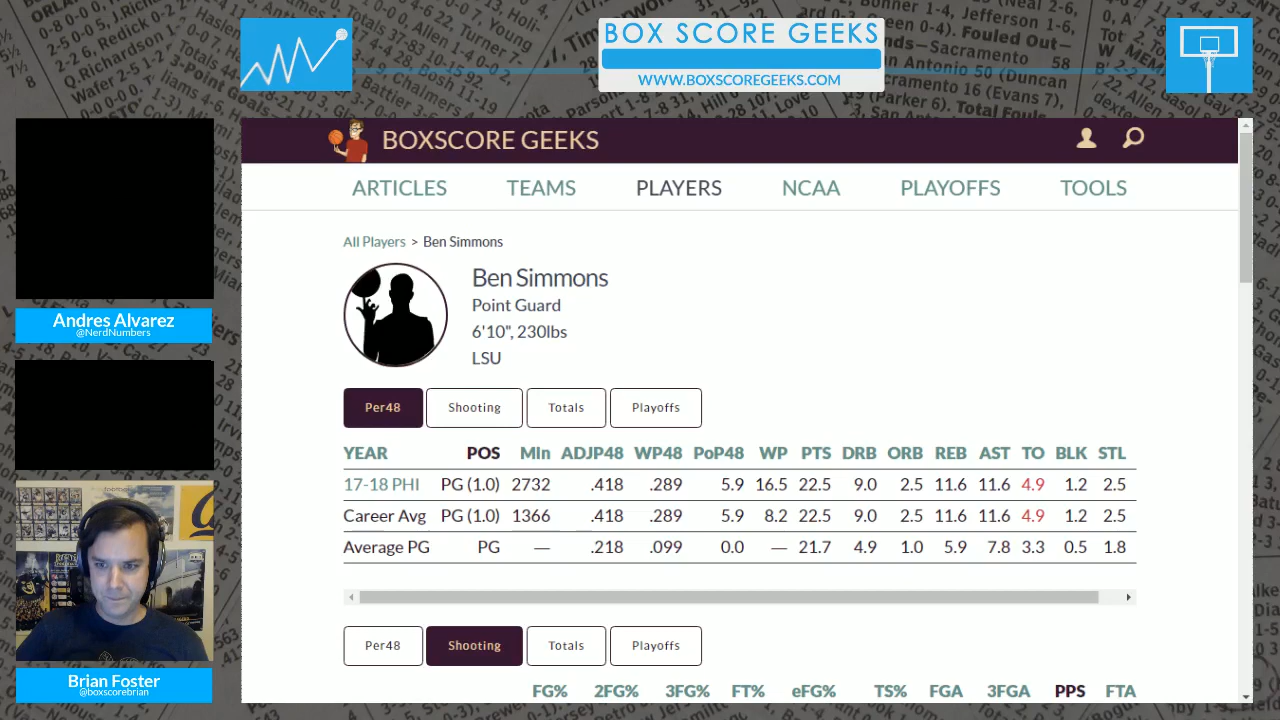 BOX SCORE GEEKS
WWW.BOXSCOREGEEKS.COM
BOXSCORE GEEKS
ARTICLES TEAMS PLAYERS NCAA PLAYOFFS TOOLS
All Players > Ben Simmons
Ben Simmons
Point Guard
6'10", 230lbs
LSU
Per48 Shooting Totals Playoffs
YEAR POS MIn ADJP48 WP48 PoP48 WP PTS DRB ORB REB AST TO BLK STL
17-18 PHI PG (1.0) 2732 .418 .289 5.9 16.5 22.5 9.0 2.5 11.6 11.6 4.9 1.2 2.5
Career Avg PG (1.0) 1366 .418 .289 5.9 8.2 22.5 9.0 2.5 11.6 11.6 4.9 1.2 2.5
Average PG PG — .218 .099 0.0 — 21.7 4.9 1.0 5.9 7.8 3.3 0.5 1.8
Per48 Shooting Totals Playoffs
FG% 2FG% 3FG% FT% eFG% TS% FGA 3FGA PPS FTA
Andres Alvarez
@NerdNumbers
Brian Foster
@boxscorebrian